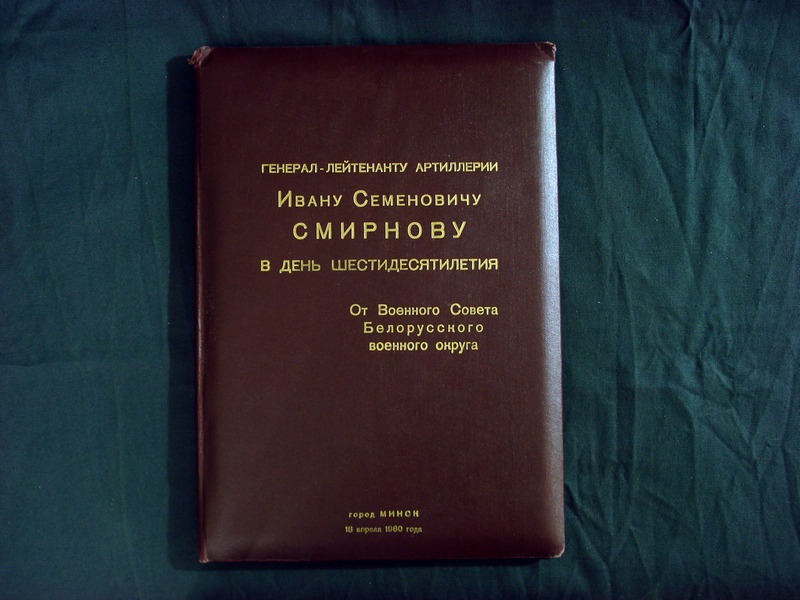 ГЕНЕРАЛ-ЛЕЙТЕНАНТУ АРТИЛЛЕРИИ
ИВАНУ СЕМЕНОВИЧУ
СМИРНОВУ
В ДЕНЬ ШЕСТИДЕСЯТИЛЕТИЯ
От Военного Совета
Белорусского
военного округа
город МИНСК
18 апреля 1960 года